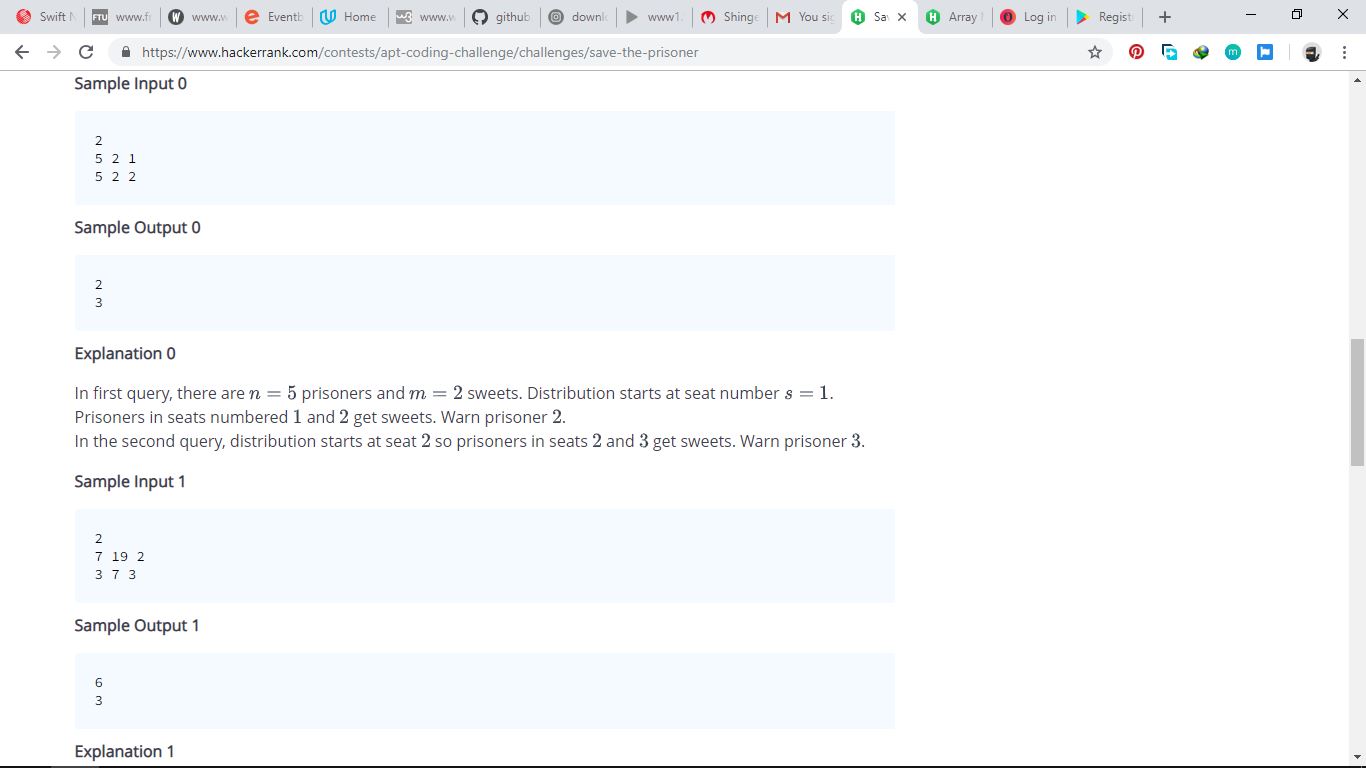 Swift N
FTU www.fi
W www.w
Eventb
Home
w3 www.w
github
downlo
www1.
Shinge
You sig
Sav
Array
Log in
Regist
https://www.hackerrank.com/contests/apt-coding-challenge/challenges/save-the-prisoner
Sample Input 0
2
5 2 1
5 2 2
Sample Output 0
2
3
Explanation 0
In first query, there are n = 5 prisoners and m = 2 sweets. Distribution starts at seat number s = 1.
Prisoners in seats numbered 1 and 2 get sweets. Warn prisoner 2.
In the second query, distribution starts at seat 2 so prisoners in seats 2 and 3 get sweets. Warn prisoner 3.
Sample Input 1
2
7 19 2
3 7 3
Sample Output 1
6
3
Explanation 1